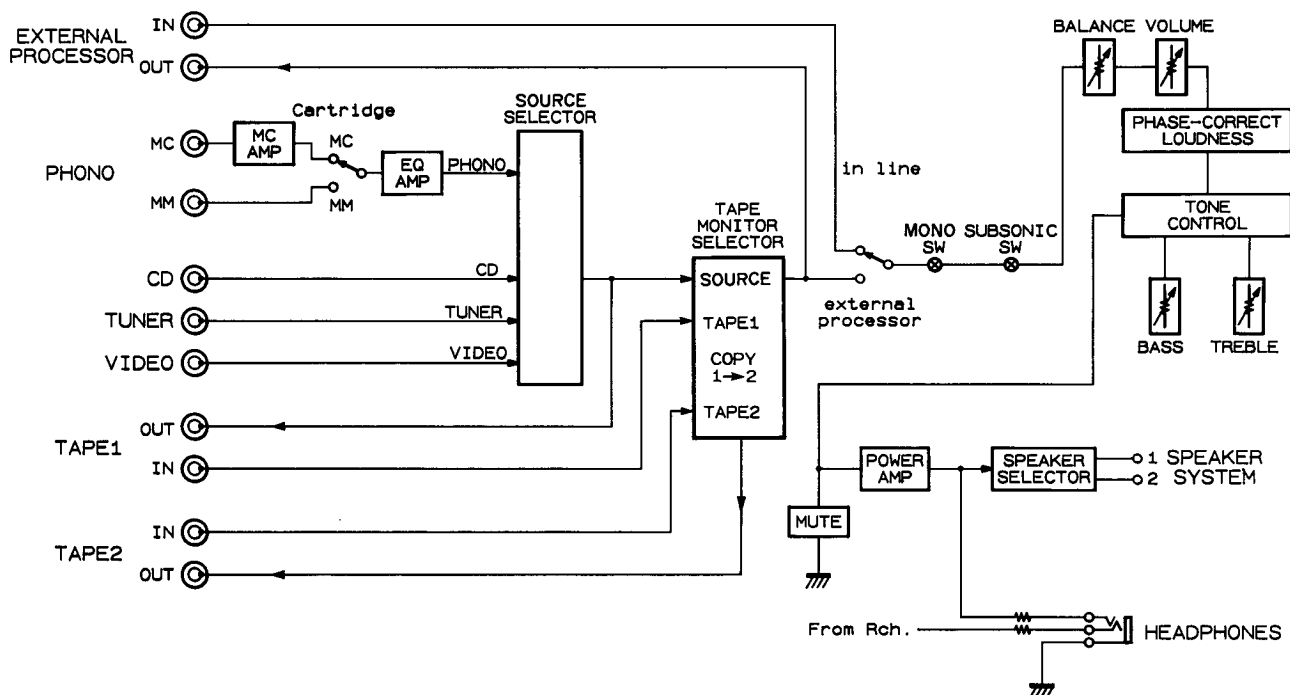 EXTERNAL
PROCESSOR
IN
OUT
PHONO
MC
MM
MC
AMP
Cartridge
MC
MM
EQ
AMP
PHONO
SOURCE
SELECTOR
CD
CD
TUNER
TUNER
VIDEO
VIDEO
TAPE1
OUT
IN
TAPE2
IN
OUT
TAPE
MONITOR
SELECTOR
SOURCE
TAPE1
COPY
1→2
TAPE2
in line
external
processor
MONO
SW
SUBSONIC
SW
BALANCE VOLUME
PHASE-CORRECT
LOUDNESS
TONE
CONTROL
BASS
TREBLE
POWER
AMP
MUTE
SPEAKER
SELECTOR
1 SPEAKER
2 SYSTEM
From Rch.
HEADPHONES